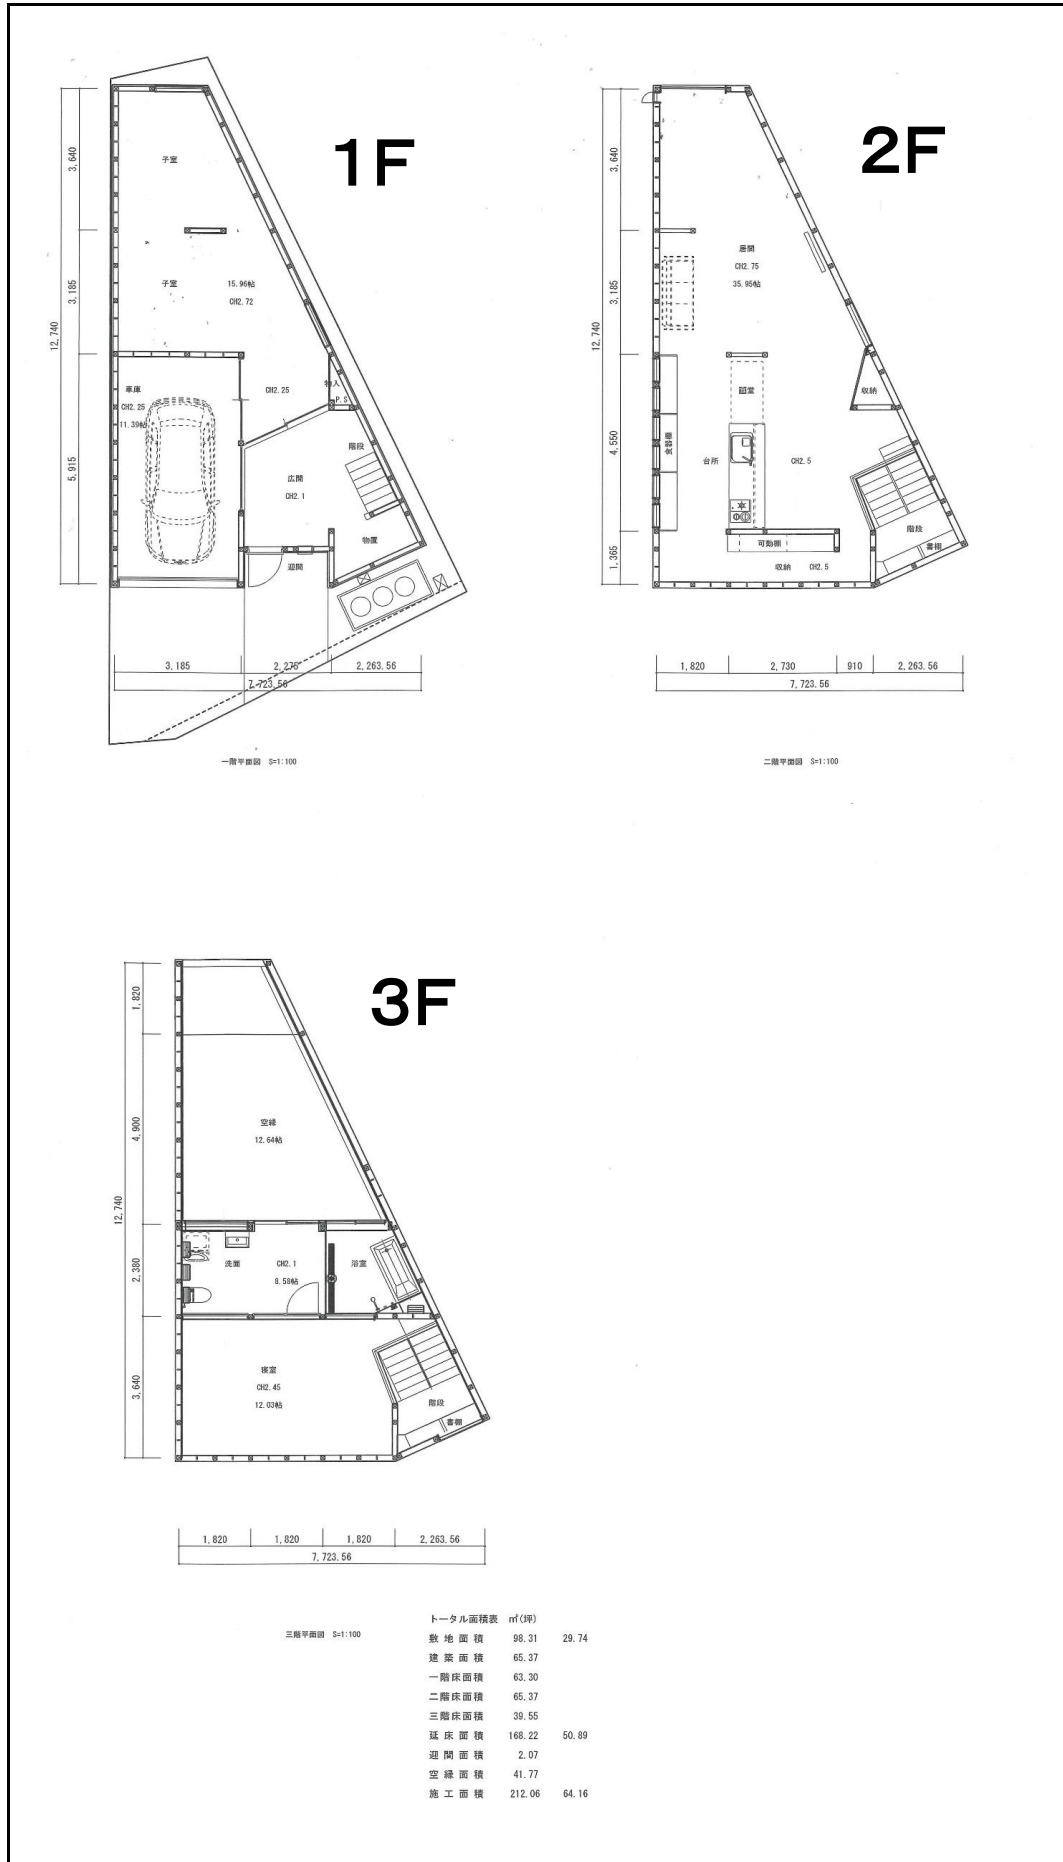 1F
3,640
3,185
5,915
12,740
子室
子室
15.96帖
CH2.72
車庫
CH2.25
11.39帖
CH2.25
物入
P.S
階段
広間
CH2.1
物置
迎間
3,185
2,275
2,263.56
7,723.56
一階平面図 S=1:100
2F
3,640
3,185
4,550
1,365
12,740
居間
CH2.75
35.95帖
収納
食器棚
台所
CH2.5
階段
書棚
可動棚
収納 CH2.5
1,820
2,730
910
2,263.56
7,723.56
二階平面図 S=1:100
3F
1,820
4,900
2,380
3,640
12,740
空縁
12.64帖
洗面
CH2.1
8.58帖
浴室
寝室
CH2.45
12.03帖
階段
書棚
1,820
1,820
1,820
2,263.56
7,723.56
三階平面図 S=1:100
トータル面積表 ㎡(坪)
敷地面積 98.31 29.74
建築面積 65.37
一階床面積 63.30
二階床面積 65.37
三階床面積 39.55
延床面積 168.22 50.89
迎間面積 2.07
空縁面積 41.77
施工面積 212.06 64.16